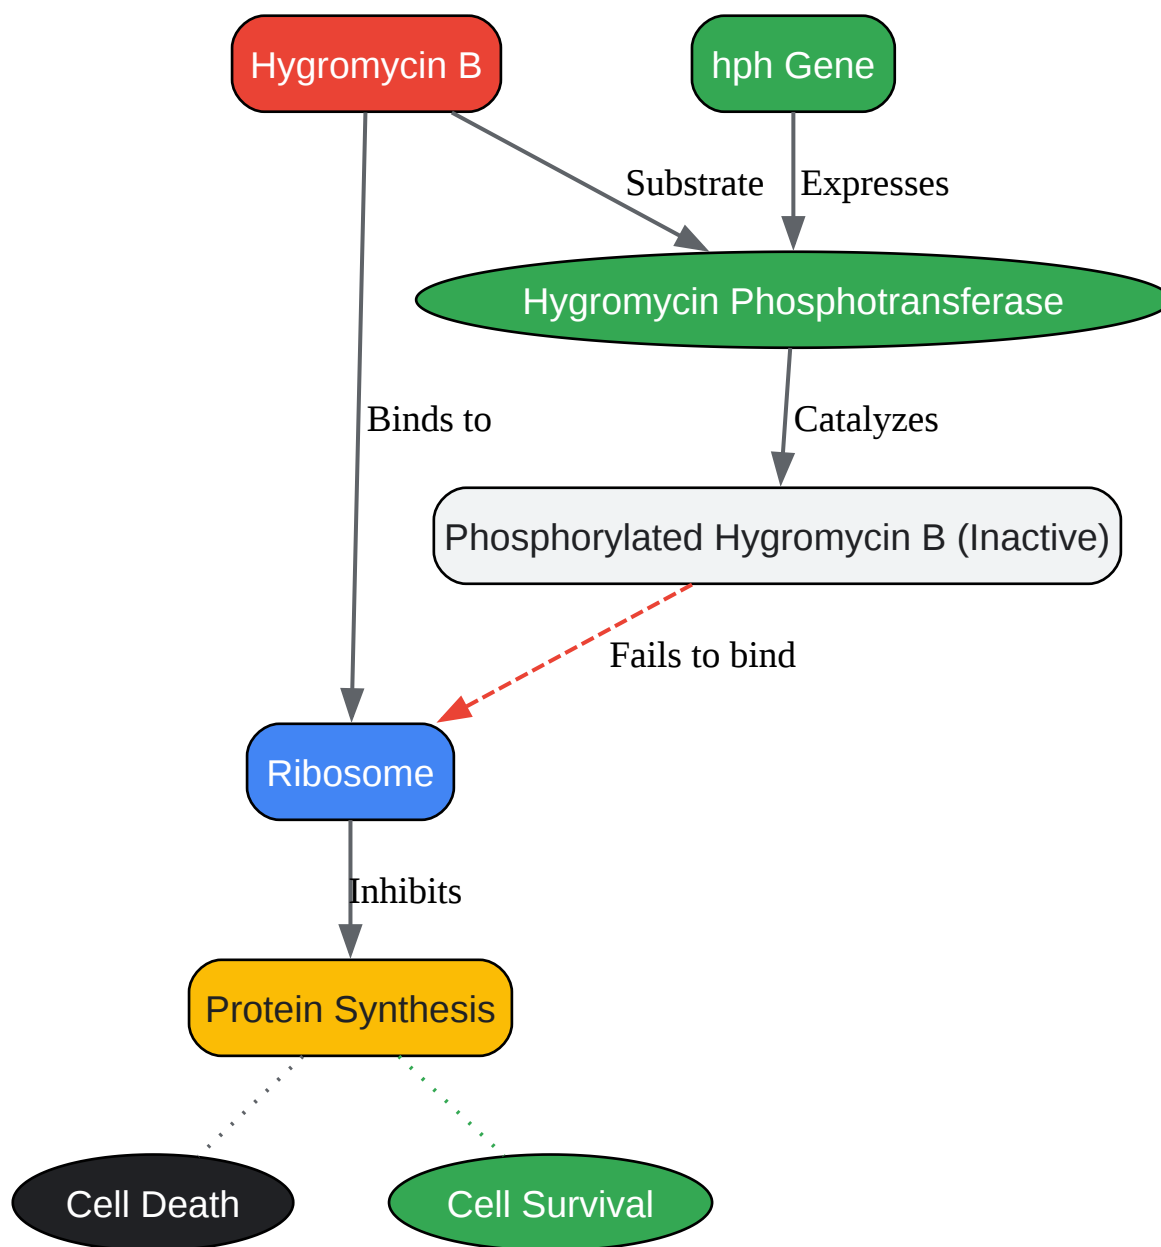 Hygromycin B
hph Gene
Substrate
Expresses
Hygromycin Phosphotransferase
Binds to
Catalyzes
Phosphorylated Hygromycin B (Inactive)
Fails to bind
Ribosome
Inhibits
Protein Synthesis
Cell Death
Cell Survival